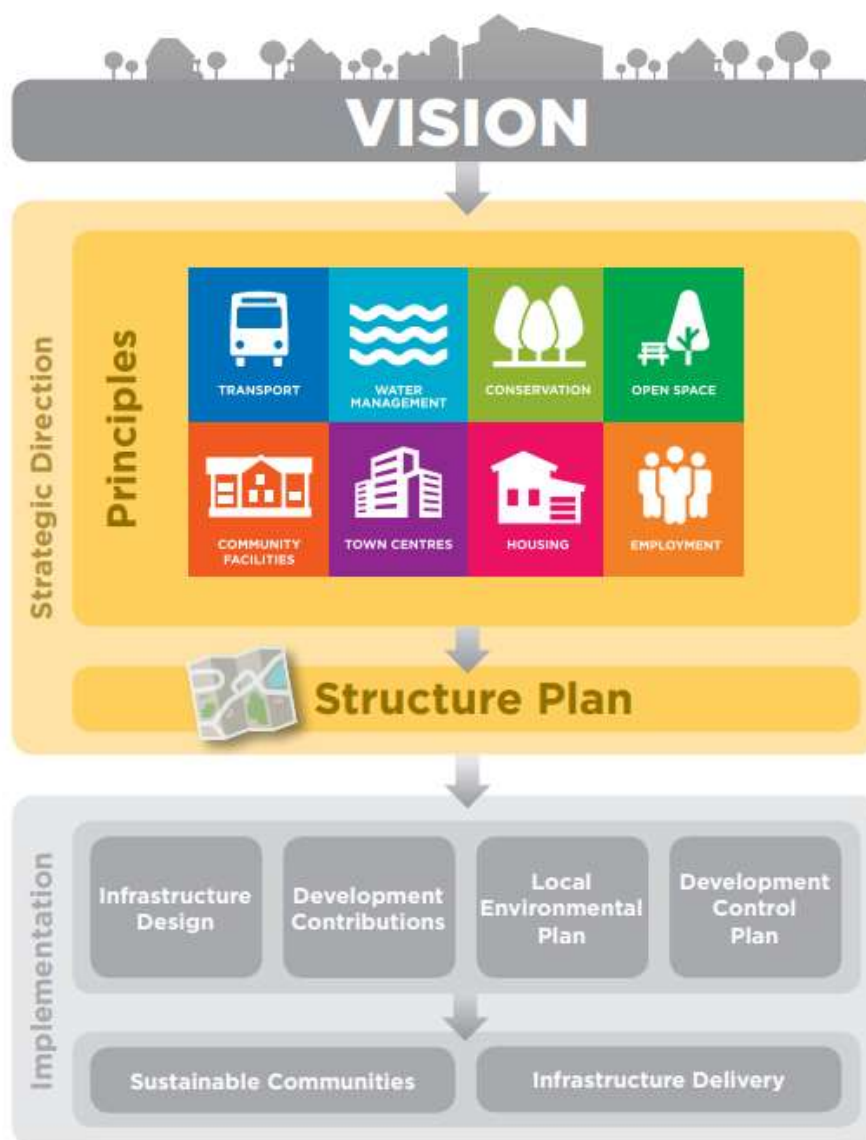 VISION
Strategic Direction
Principles
TRANSPORT
WATER
MANAGEMENT
CONSERVATION
OPEN SPACE
COMMUNITY
FACILITIES
TOWN CENTRES
HOUSING
EMPLOYMENT
Structure Plan
Implementation
Infrastructure
Design
Development
Contributions
Local
Environmental
Plan
Development
Control
Plan
Sustainable Communities
Infrastructure Delivery